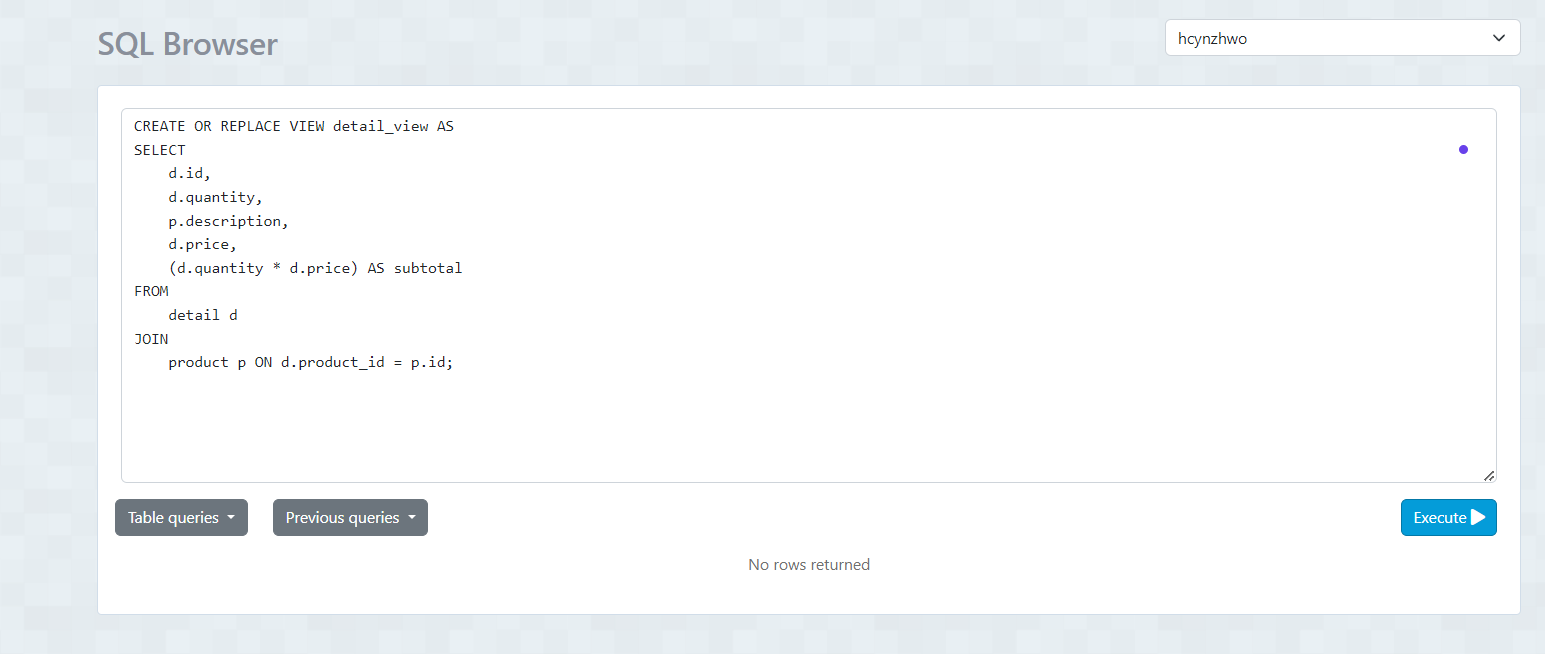 SQL Browser
hcynzhwo
CREATE OR REPLACE VIEW detail_view AS
SELECT
    d.id,
    d.quantity,
    p.description,
    d.price,
    (d.quantity * d.price) AS subtotal
FROM
    detail d
JOIN
    product p ON d.product_id = p.id;
Table queries
Previous queries
Execute
No rows returned